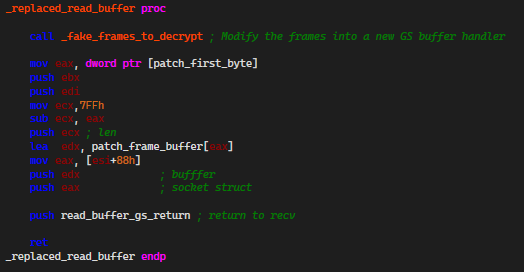 _replaced_read_buffer proc
call _fake_frames_to_decrypt ; Modify the frames into a new GS buffer handler
mov eax, dword ptr [patch_first_byte]
push ebx
push edi
mov ecx,7FFh
sub ecx, eax
push ecx ; len
lea edx, patch_frame_buffer[eax]
mov eax, [esi+88h]
push edx ; bufffer
push eax ; socket struct
push read_buffer_gs_return ; return to recv
ret
_replaced_read_buffer endp